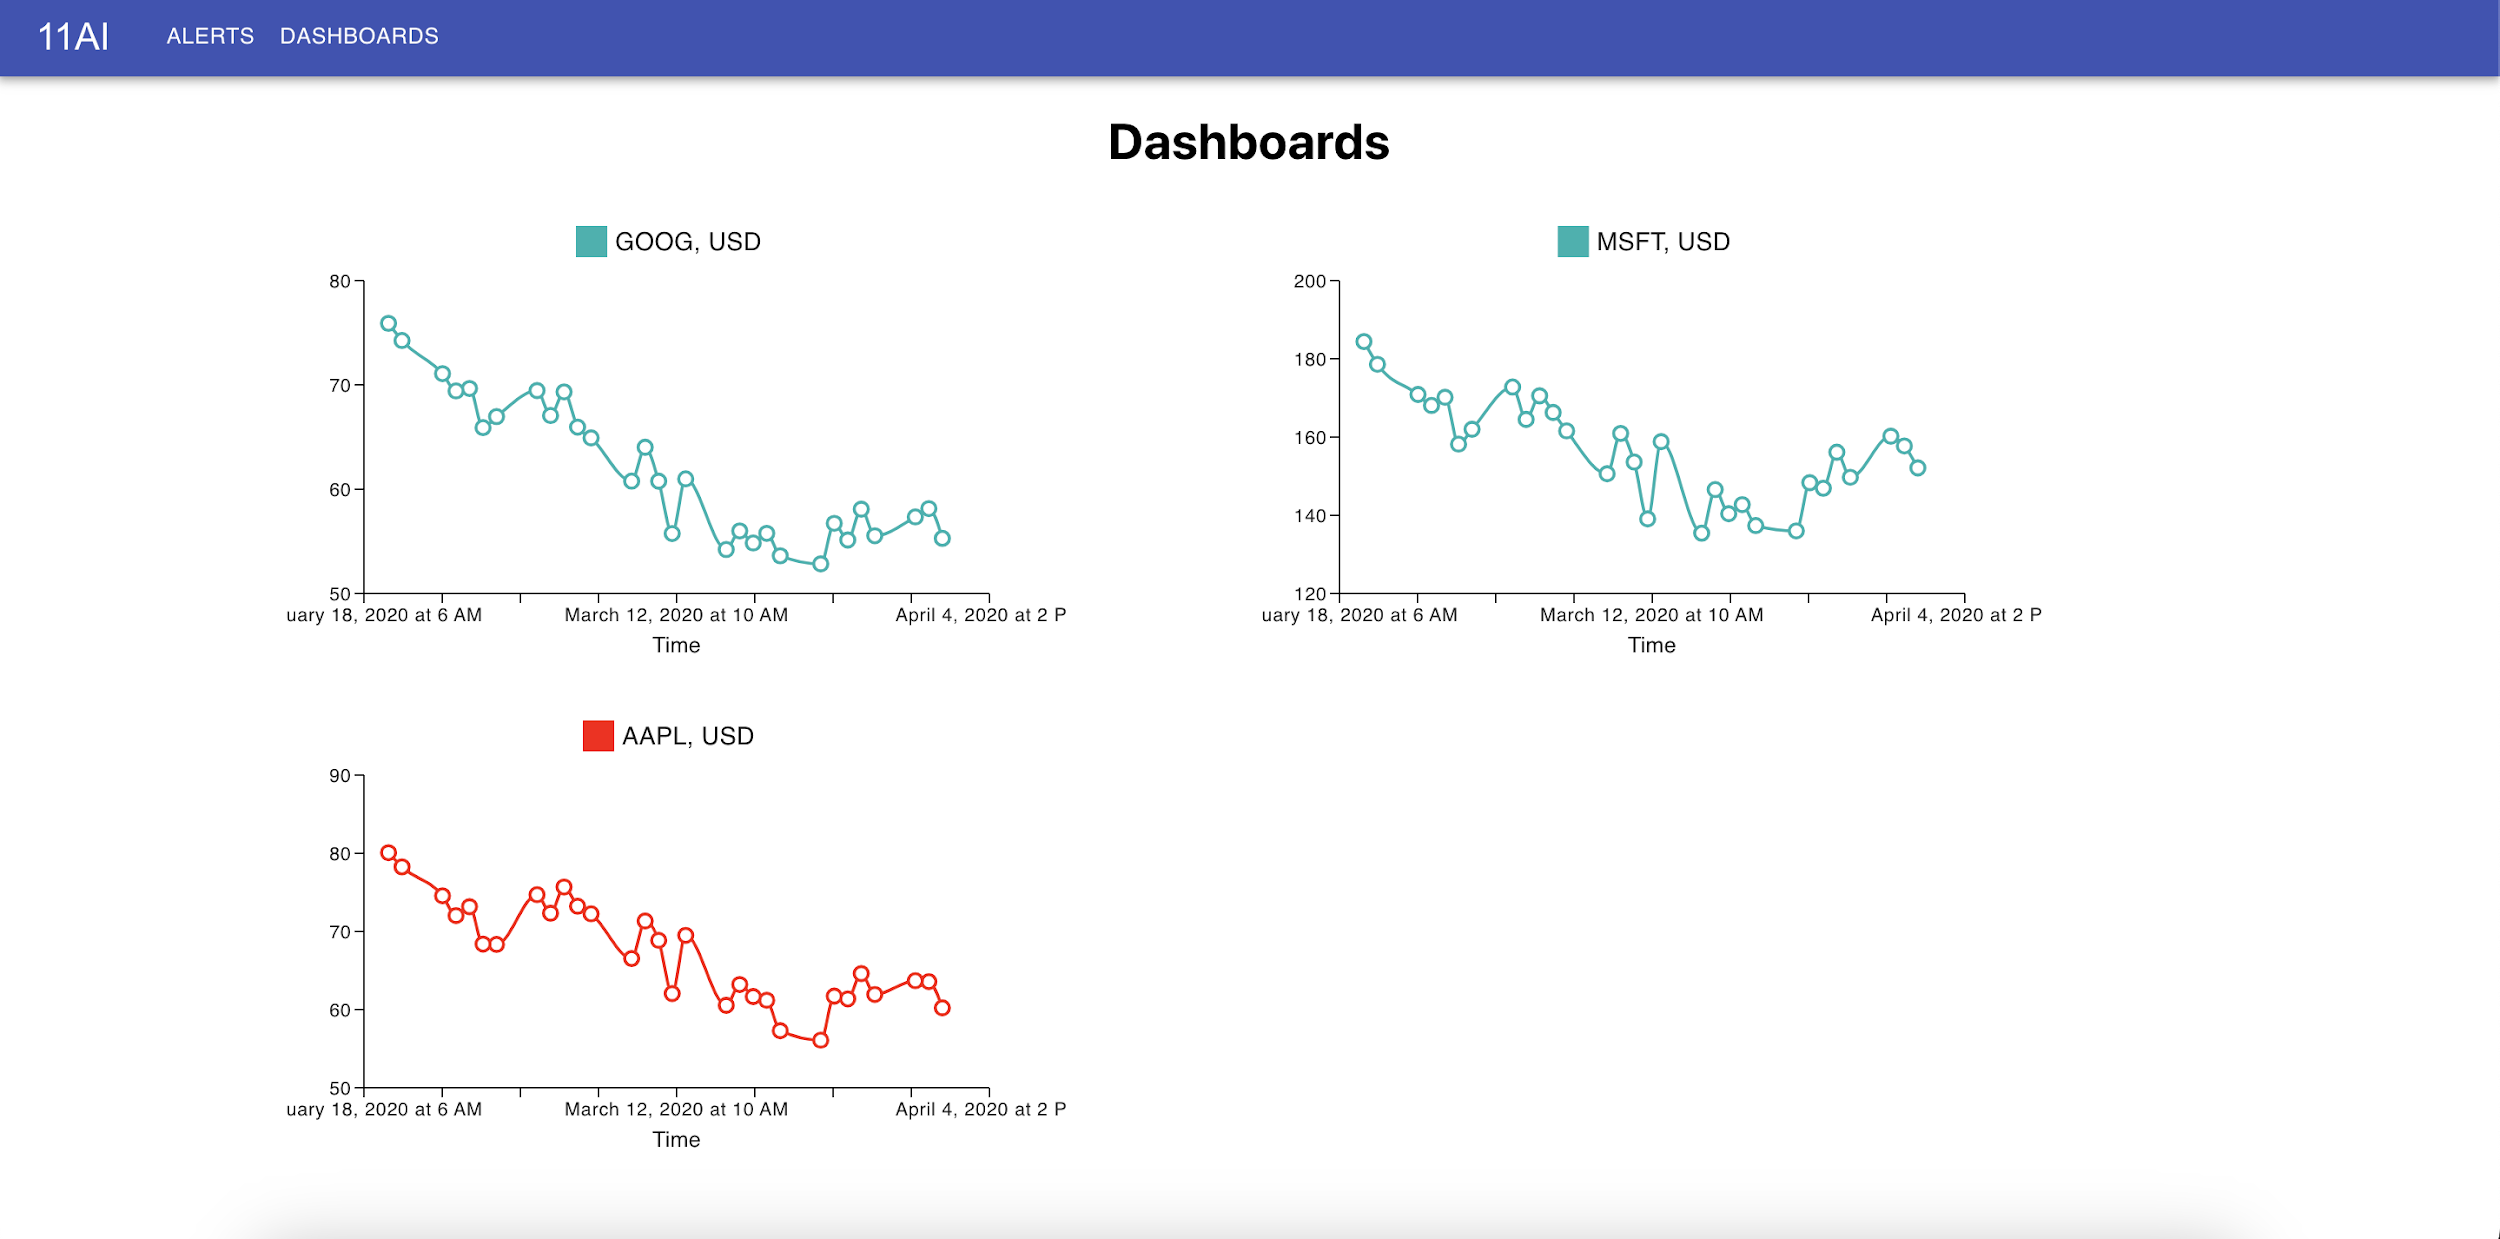 11AI ALERTS DASHBOARDS
Dashboards
GOOG, USD
80
70
60
50
uary 18, 2020 at 6 AM March 12, 2020 at 10 AM April 4, 2020 at 2 P
Time
MSFT, USD
200
180
160
140
120
uary 18, 2020 at 6 AM March 12, 2020 at 10 AM April 4, 2020 at 2 P
Time
AAPL, USD
90
80
70
60
50
uary 18, 2020 at 6 AM March 12, 2020 at 10 AM April 4, 2020 at 2 P
Time